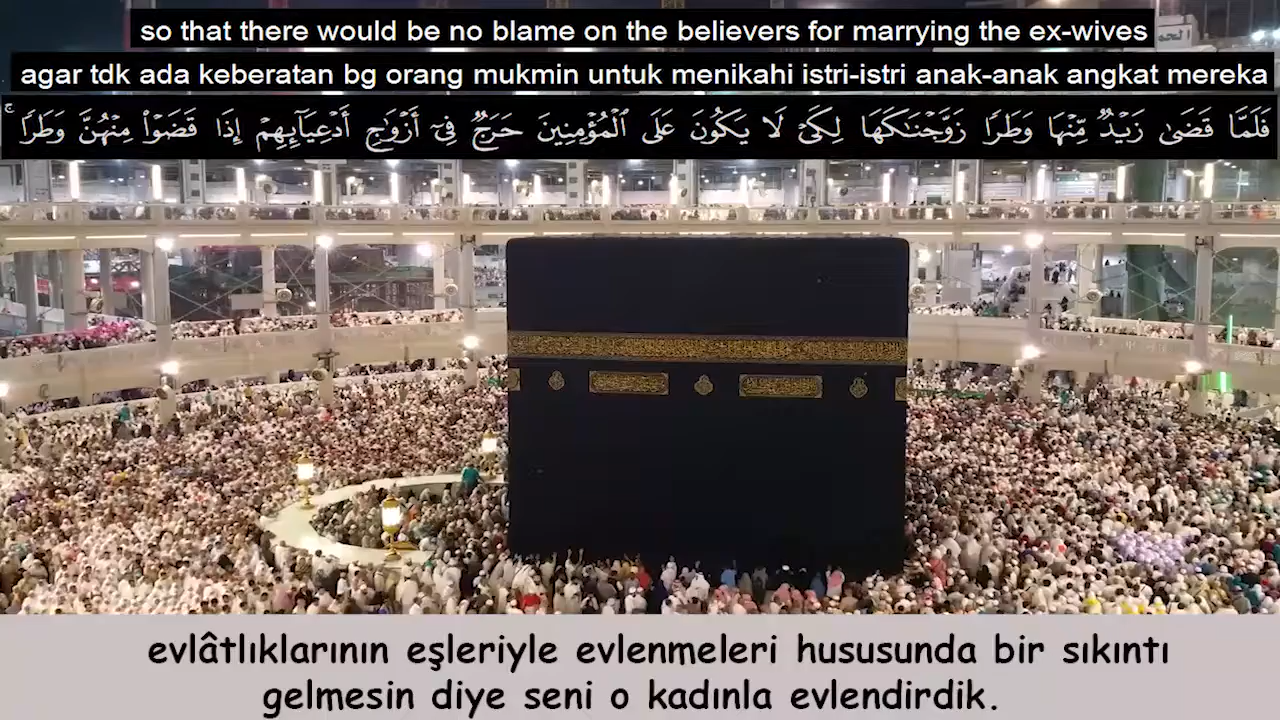 so that there would be no blame on the believers for marrying the ex-wives
agar tdk ada keberatan bg orang mukmin untuk menikahi istri-istri anak-anak angkat mereka
فَلَمَّا قَضَىٰ زَيْدٌ مِّنْهَا وَطَرًا زَوَّجْنَـٰكَهَا لِكَىْ لَا يَكُونَ عَلَى ٱلْمُؤْمِنِينَ حَرَجٌ فِىٓ أَزْوَٰجِ أَدْعِيَآئِهِمْ إِذَا قَضَوْا۟ مِنْهُنَّ وَطَرًا ۚ
evlâtlıklarının eşleriyle evlenmeleri hususunda bir sıkıntı
gelmesin diye seni o kadınla evlendirdik.